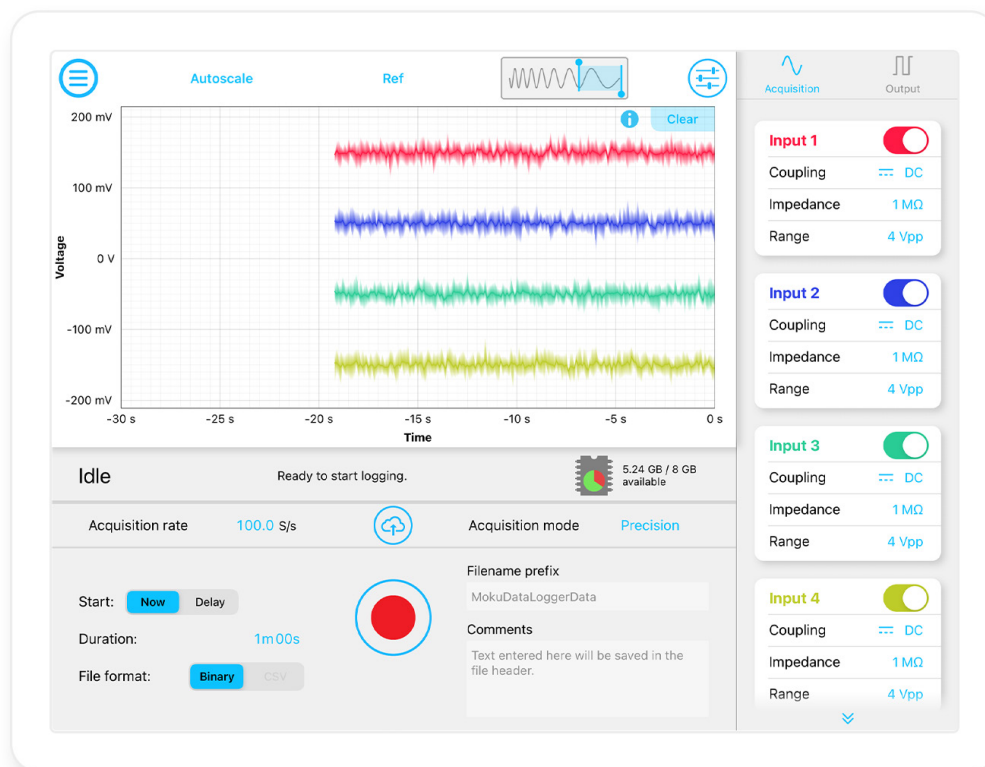 Autoscale
Ref
Acquisition
Output
200 mV
100 mV
0 V
-100 mV
-200 mV
Voltage
Clear
-30 s
-25 s
-20 s
-15 s
-10 s
-5 s
0 s
Time
Input 1
Coupling DC
Impedance 1 MΩ
Range 4 Vpp
Input 2
Coupling DC
Impedance 1 MΩ
Range 4 Vpp
Input 3
Coupling DC
Impedance 1 MΩ
Range 4 Vpp
Input 4
Coupling DC
Impedance 1 MΩ
Range 4 Vpp
Idle
Ready to start logging.
5.24 GB / 8 GB
available
Acquisition rate 100.0 S/s
Acquisition mode Precision
Start: Now Delay
Duration: 1m00s
File format: Binary CSV
Filename prefix
MokuDataLoggerData
Comments
Text entered here will be saved in the
file header.